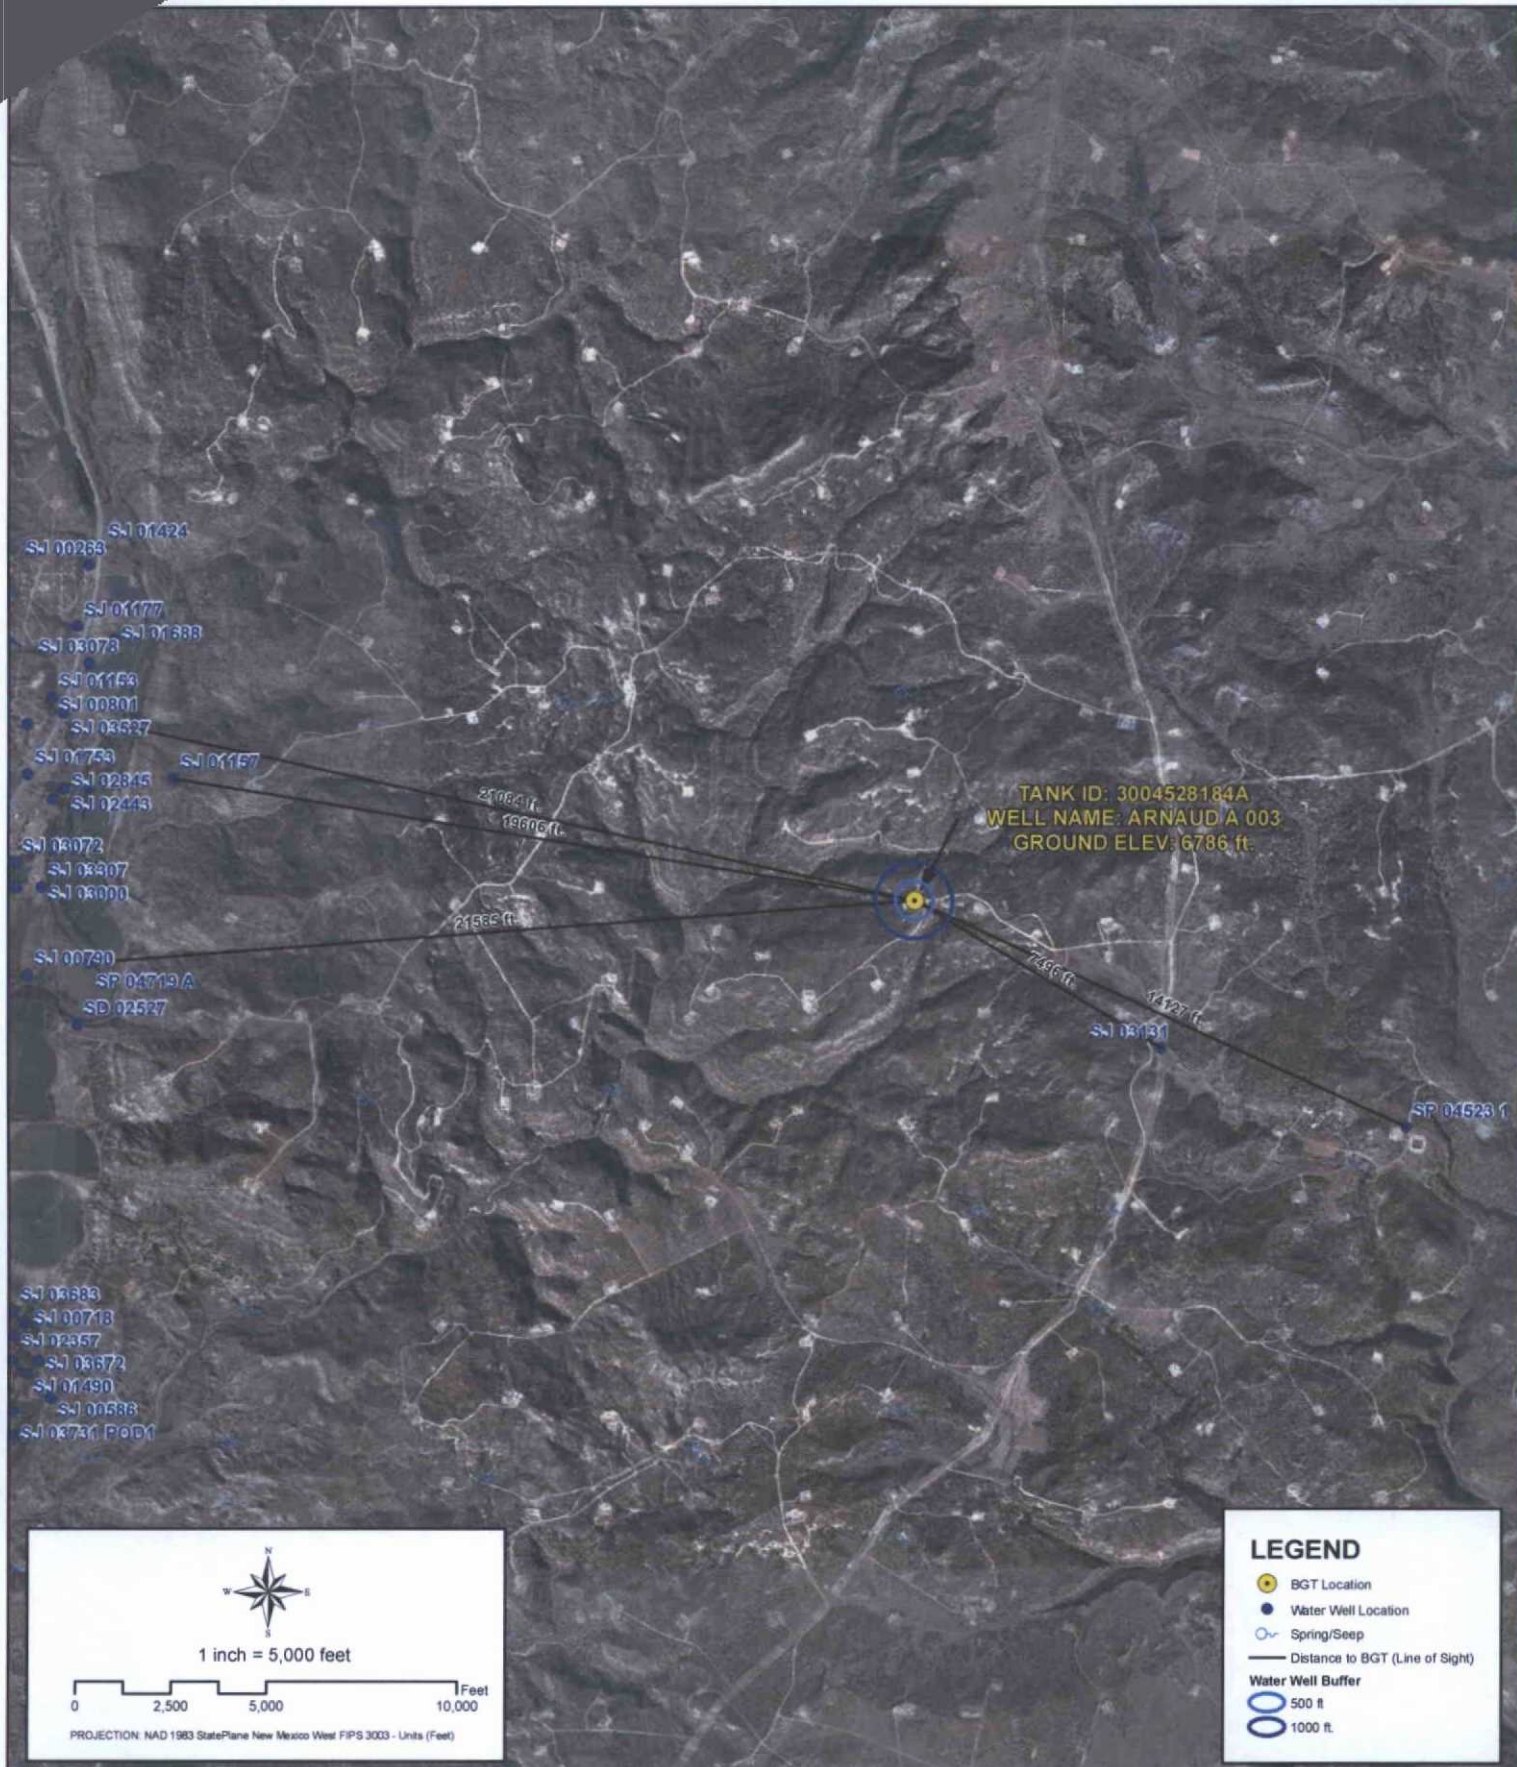 SJ 01424
SJ 00263
SJ 01177
SJ 01688
SJ 03078
SJ 01153
SJ 00801
SJ 03527
SJ 01753
SJ 01157
SJ 02845
SJ 02443
21084 ft.
19606 ft.
TANK ID: 3004528184A
WELL NAME: ARNAUD A 003
GROUND ELEV: 6786 ft.
SJ 03072
SJ 03307
SJ 03000
21585 ft.
SJ 00790
SP 04719 A
SD 02527
7496 ft.
14127 ft.
SJ 03131
SP 04523 1
SJ 03683
SJ 00718
SJ 02357
SJ 03672
SJ 01490
SJ 00586
SJ 03731 POD1
N
W E
S
1 inch = 5,000 feet
Feet
0 2,500 5,000 10,000
PROJECTION: NAD 1983 StatePlane New Mexico West FIPS 3003 - Units (Feet)
LEGEND
BGT Location
Water Well Location
Spring/Seep
Distance to BGT (Line of Sight)
Water Well Buffer
500 ft
1000 ft.